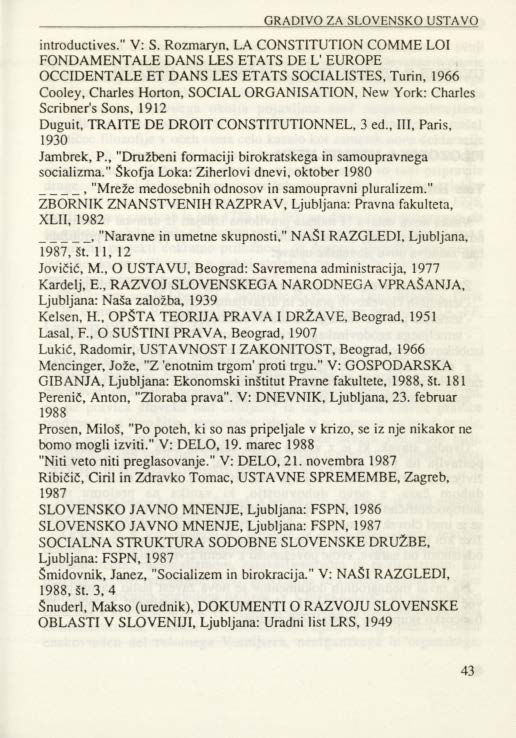 GRADIVO ZA SLOVENSKO USTAVO
introductives." V: S. Rozmaryn, LA CONSTITUTION COMME LOI
FONDAMENTALE DANS LES ETATS DE L' EUROPE
OCCIDENTALE ET DANS LES ETATS SOCIALISTES, Turin, 1966
Cooley, Charles Horton, SOCIAL ORGANISATION, New York: Charles
Scribner's Sons, 1912
Duguit, TRAITE DE DROIT CONSTITUTIONNEL, 3 ed., III, Paris,
1930
Jambrek, P., "Družbeni formaciji birokratskega in samoupravnega
socializma." Škofja Loka: Ziherlovi dnevi, oktober 1980
_ _ _ _ , "Mreže medosebnih odnosov in samoupravni pluralizem."
ZBORNIK ZNANSTVENIH RAZPRAV, Ljubljana: Pravna fakulteta,
XLII, 1982
_ _ _ _ _, "Naravne in umetne skupnosti," NAŠI RAZGLEDI, Ljubljana,
1987, št. 11, 12
Jovičić, M., O USTAVU, Beograd: Savremena administracija, 1977
Kardelj, E., RAZVOJ SLOVENSKEGA NARODNEGA VPRAŠANJA,
Ljubljana: Naša založba, 1939
Kelsen, H., OPŠTA TEORIJA PRAVA I DRŽAVE, Beograd, 1951
Lasal, F., O SUŠTINI PRAVA, Beograd, 1907
Lukić, Radomir, USTAVNOST I ZAKONITOST, Beograd, 1966
Mencinger, Jože, "Z 'enotnim trgom' proti trgu." V: GOSPODARSKA
GIBANJA, Ljubljana: Ekonomski inštitut Pravne fakultete, 1988, št. 181
Perenič, Anton, "Zloraba prava". V: DNEVNIK, Ljubljana, 23. februar
1988
Prosen, Miloš, "Po poteh, ki so nas pripeljale v krizo, se iz nje nikakor ne
bomo mogli izviti." V: DELO, 19. marec 1988
"Niti veto niti preglasovanje." V: DELO, 21. novembra 1987
Ribičič, Ciril in Zdravko Tomac, USTAVNE SPREMEMBE, Zagreb,
1987
SLOVENSKO JAVNO MNENJE, Ljubljana: FSPN, 1986
SLOVENSKO JAVNO MNENJE, Ljubljana: FSPN, 1987
SOCIALNA STRUKTURA SODOBNE SLOVENSKE DRUŽBE,
Ljubljana: FSPN, 1987
Šmidovnik, Janez, "Socializem in birokracija." V: NAŠI RAZGLEDI,
1988, št. 3, 4
Šnuderl, Makso (urednik), DOKUMENTI O RAZVOJU SLOVENSKE
OBLASTI V SLOVENIJI, Ljubljana: Uradni list LRS, 1949
43